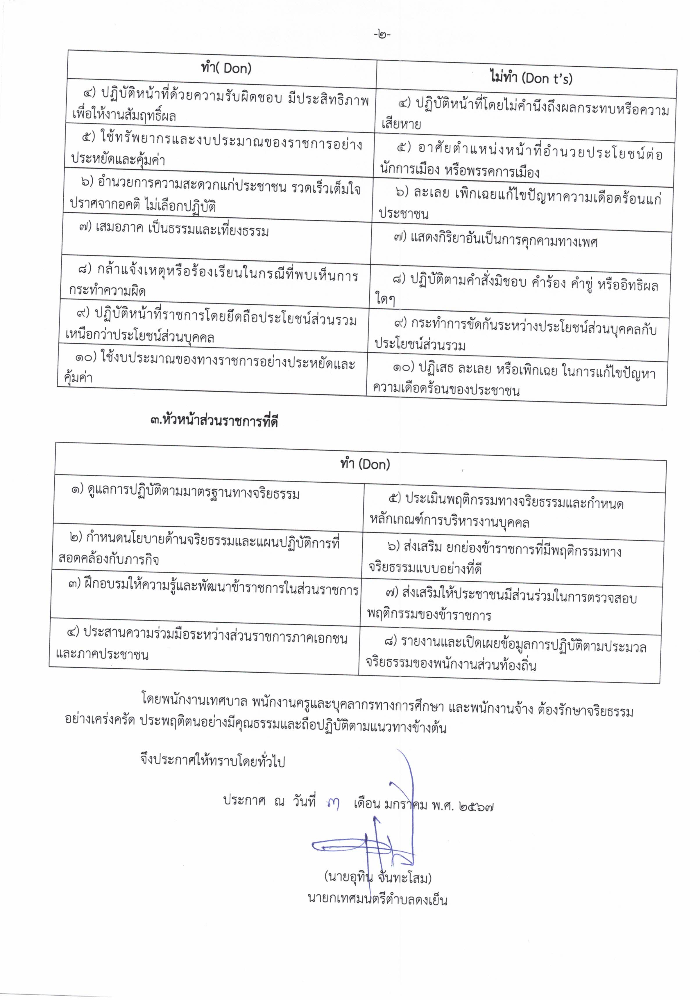 -๒-
ทำ( Don)
ไม่ทำ (Don t’s)
๔) ปฏิบัติหน้าที่ด้วยความรับผิดชอบ มีประสิทธิภาพ
เพื่อให้งานสัมฤทธิ์ผล
๔) ปฏิบัติหน้าที่โดยไม่คำนึงถึงผลกระทบหรือความ
เสียหาย
๕) ใช้ทรัพยากรและงบประมาณของราชการอย่าง
ประหยัดและคุ้มค่า
๕) อาศัยตำแหน่งหน้าที่อำนวยประโยชน์ต่อ
นักการเมือง หรือพรรคการเมือง
๖) อำนวยการความสะดวกแก่ประชาชน รวดเร็วเต็มใจ
ปราศจากอคติ ไม่เลือกปฏิบัติ
๖) ละเลย เพิกเฉยแก้ไขปัญหาความเดือดร้อนแก่
ประชาชน
๗) เสมอภาค เป็นธรรมและเที่ยงธรรม
๗) แสดงกิริยาอันเป็นการคุกคามทางเพศ
๘) กล้าแจ้งเหตุหรือร้องเรียนในกรณีที่พบเห็นการ
กระทำความผิด
๘) ปฏิบัติตามคำสั่งมิชอบ คำร้อง คำขู่ หรืออิทธิผล
ใดๆ
๙) ปฏิบัติหน้าที่ราชการโดยยึดถือประโยชน์ส่วนรวม
เหนือกว่าประโยชน์ส่วนบุคคล
๙) กระทำการขัดกันระหว่างประโยชน์ส่วนบุคคลกับ
ประโยชน์ส่วนรวม
๑๐) ใช้งบประมาณของทางราชการอย่างประหยัดและ
คุ้มค่า
๑๐) ปฏิเสธ ละเลย หรือเพิกเฉย ในการแก้ไขปัญหา
ความเดือดร้อนของประชาชน
๓.หัวหน้าส่วนราชการที่ดี
ทำ (Don)
๑) ดูแลการปฏิบัติตามมาตรฐานทางจริยธรรม
๕) ประเมินพฤติกรรมทางจริยธรรมและกำหนด
หลักเกณฑ์การบริหารงานบุคคล
๒) กำหนดนโยบายด้านจริยธรรมและแผนปฏิบัติการที่
สอดคล้องกับภารกิจ
๖) ส่งเสริม ยกย่องข้าราชการที่มีพฤติกรรมทาง
จริยธรรมแบบอย่างที่ดี
๓) ฝึกอบรมให้ความรู้และพัฒนาข้าราชการในส่วนราชการ
๗) ส่งเสริมให้ประชาชนมีส่วนร่วมในการตรวจสอบ
พฤติกรรมของข้าราชการ
๔) ประสานความร่วมมือระหว่างส่วนราชการภาคเอกชน
และภาคประชาชน
๘) รายงานและเปิดเผยข้อมูลการปฏิบัติตามประมวล
จริยธรรมของพนักงานส่วนท้องถิ่น
โดยพนักงานเทศบาล พนักงานครูและบุคลากรทางการศึกษา และพนักงานจ้าง ต้องรักษาจริยธรรม
อย่างเคร่งครัด ประพฤติตนอย่างมีคุณธรรมและถือปฏิบัติตามแนวทางข้างต้น
จึงประกาศให้ทราบโดยทั่วไป
ประกาศ ณ วันที่ ๓ เดือน มกราคม พ.ศ. ๒๕๖๗
(นายอุทิน จันทะโสม)
นายกเทศมนตรีตำบลดงเย็น